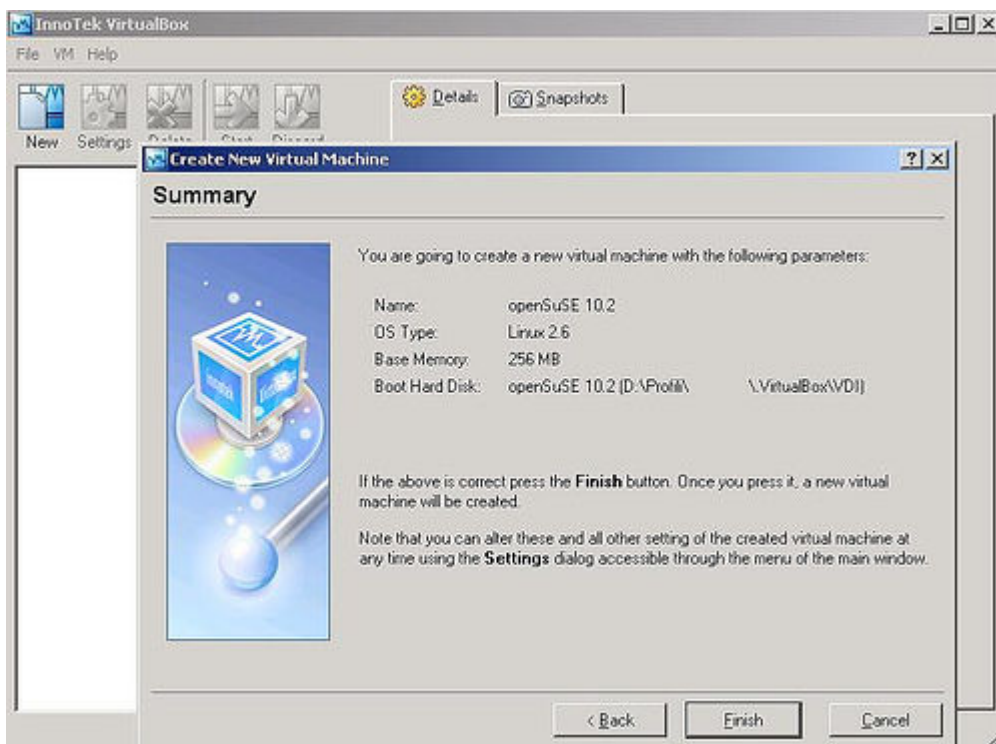 InnoTek VirtualBox
File VM Help
New Settings Delete Start Discard
Details Snapshots
Create New Virtual Machine
Summary
You are going to create a new virtual machine with the following parameters:
Name: openSuSE 10.2
OS Type: Linux 2.6
Base Memory: 256 MB
Boot Hard Disk: openSuSE 10.2 (D:\Profili\ \.VirtualBox\VDI)
If the above is correct press the Finish button. Once you press it, a new virtual
machine will be created.
Note that you can alter these and all other setting of the created virtual machine at
any time using the Settings dialog accessible through the menu of the main window.
innotek
< Back Finish Cancel